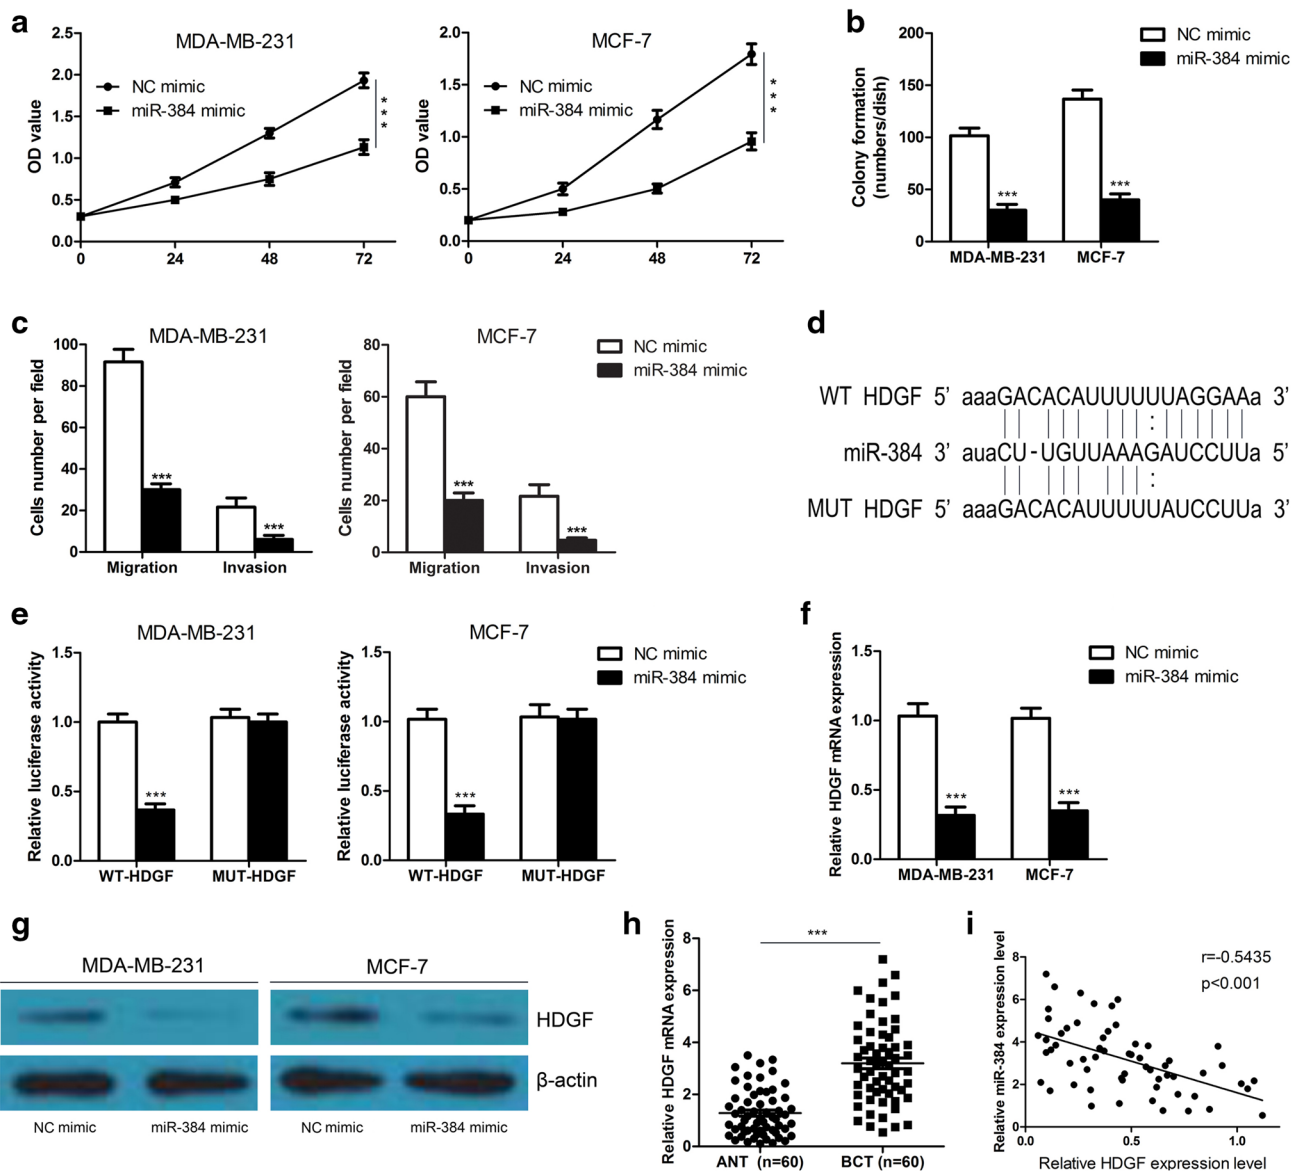 a
MDA-MB-231
2.5
2.0
1.5
1.0
0.5
0.0
OD value
NC mimic
miR-384 mimic
***
0 24 48 72
MCF-7
2.0
1.5
1.0
0.5
0.0
OD value
NC mimic
miR-384 mimic
***
0 24 48 72
b
200
150
100
50
0
Colony formation
(numbers/dish)
NC mimic
miR-384 mimic
*** ***
MDA-MB-231 MCF-7
c
MDA-MB-231
100
80
60
40
20
0
Cells number per field
*** ***
Migration Invasion
MCF-7
80
60
40
20
0
Cells number per field
*** ***
Migration Invasion
NC mimic
miR-384 mimic
d
WT HDGF 5’ aaaGACACAUUUUUUAGGAAa 3’
miR-384 3’ auaCU-UGUUAAAGAUCCUUa 5’
MUT HDGF 5’ aaaGACACAUUUUUUAUCCUUa 3’
e
MDA-MB-231
1.5
1.0
0.5
0.0
Relative luciferase activity
***
WT-HDGF MUT-HDGF
MCF-7
1.5
1.0
0.5
0.0
Relative luciferase activity
***
WT-HDGF MUT-HDGF
NC mimic
miR-384 mimic
f
1.5
1.0
0.5
0.0
Relative HDGF mRNA expression
NC mimic
miR-384 mimic
*** ***
MDA-MB-231 MCF-7
g
MDA-MB-231 MCF-7
HDGF
β-actin
NC mimic miR-384 mimic NC mimic miR-384 mimic
h
8
6
4
2
0
Relative HDGF mRNA expression
***
ANT (n=60) BCT (n=60)
i
8
6
4
2
0
Relative miR-384 expression level
r=-0.5435
p<0.001
0.0 0.5 1.0
Relative HDGF expression level